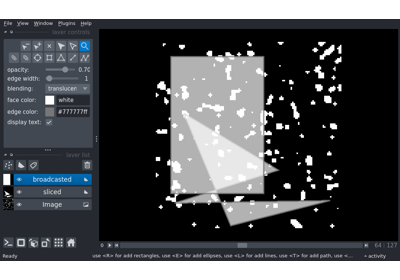 File View Window Plugins Help
layer controls
opacity: 0.70
edge width: 1
blending: translucen
face color: white
edge color: #777777ff
display text:
layer list
broadcasted
sliced
Image
64 127
Ready use <R> for add rectangles, use <E> for add ellipses, use <L> for add lines, use <T> for add path, use <... activity